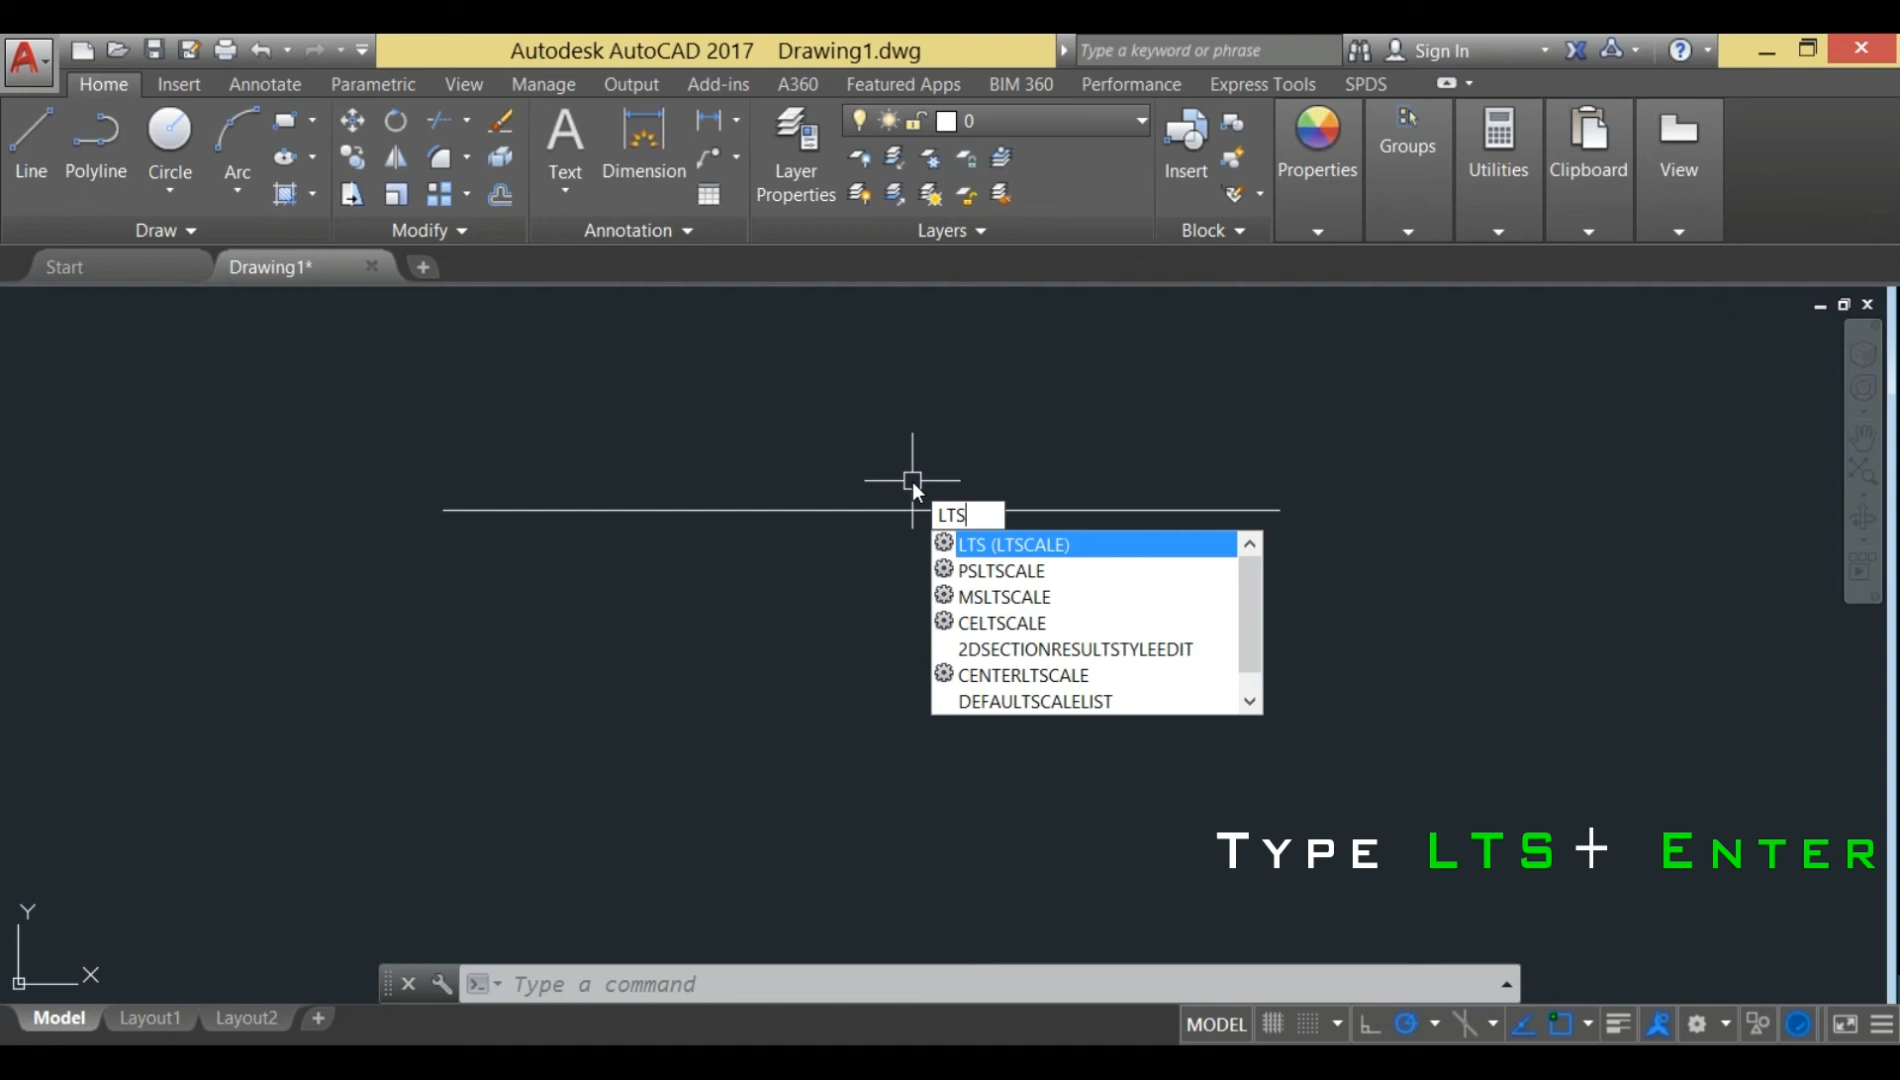 Autodesk AutoCAD 2017 Drawing1.dwg
Type a keyword or phrase
Sign In
Home Insert Annotate Parametric View Manage Output Add-ins A360 Featured Apps BIM 360 Performance Express Tools SPDS
0
Line Polyline Circle Arc
Text Dimension
Layer Properties
Insert
Properties
Groups
Utilities
Clipboard
View
Draw Modify Annotation Layers Block
Start Drawing1*
LTS
LTS (LTSCALE)
PSLTSCALE
MSLTSCALE
CELTSCALE
2DSECTIONRESULTSTYLEEDIT
CENTERLTSCALE
DEFAULTSCALELIST
TYPE LTS+ ENTER
Y
X
Type a command
Model Layout1 Layout2
MODEL